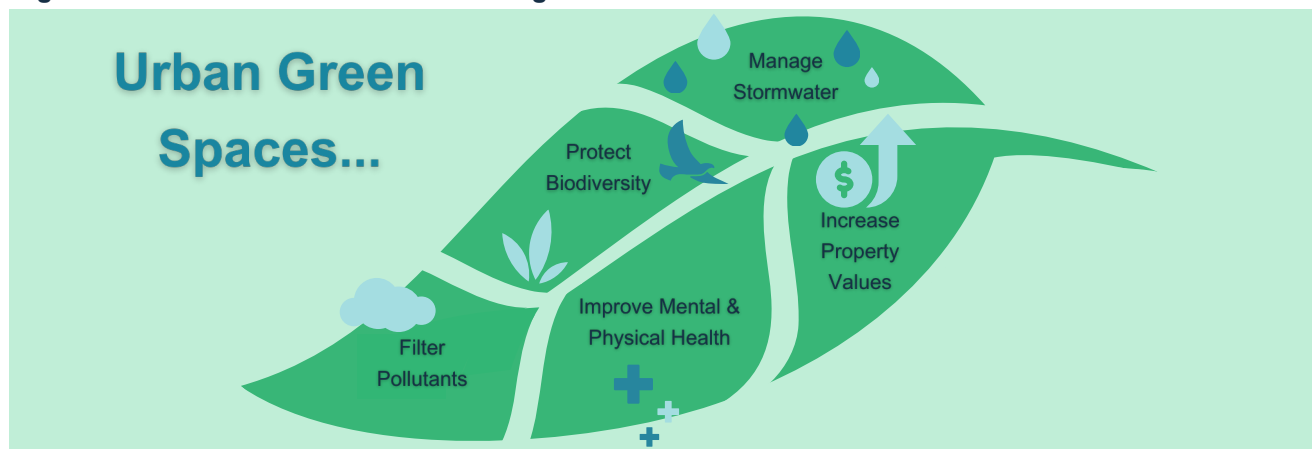 Urban Green
Spaces...
Manage
Stormwater
Protect
Biodiversity
$
Increase
Property
Values
Improve Mental &
Physical Health
Filter
Pollutants